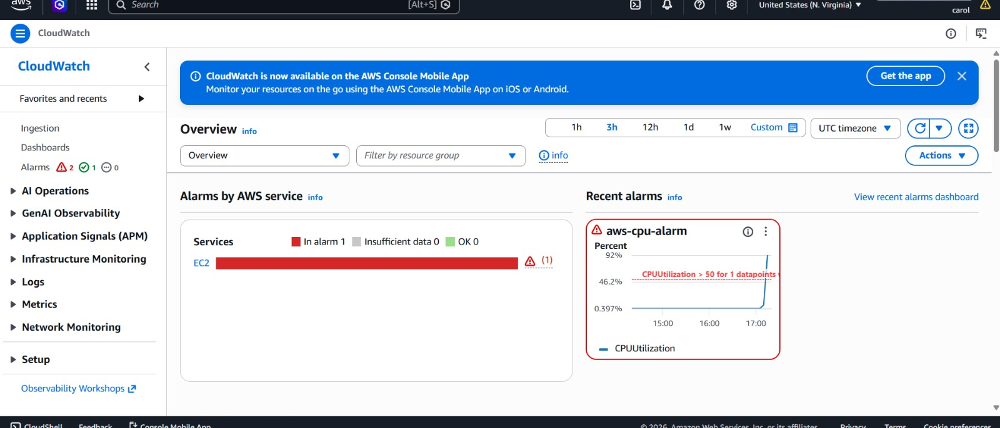 aws
Search [Alt+S]
United States (N. Virginia)
carol
CloudWatch
CloudWatch
Favorites and recents
Ingestion
Dashboards
Alarms 2 1 0
AI Operations
GenAI Observability
Application Signals (APM)
Infrastructure Monitoring
Logs
Metrics
Network Monitoring
Setup
Observability Workshops
CloudWatch is now available on the AWS Console Mobile App
Monitor your resources on the go using the AWS Console Mobile App on iOS or Android.
Get the app
Overview info
1h 3h 12h 1d 1w Custom
UTC timezone
Overview
Filter by resource group
info
Actions
Alarms by AWS service info
Services
In alarm 1 Insufficient data 0 OK 0
EC2 (1)
Recent alarms info
View recent alarms dashboard
aws-cpu-alarm
Percent
92%
CPUUtilization > 50 for 1 datapoints
46.2%
0.397%
15:00 16:00 17:00
CPUUtilization
CloudShell Feedback Console Mobile App
© 2026, Amazon Web Services, Inc. or its affiliates. Privacy Terms Cookie preferences